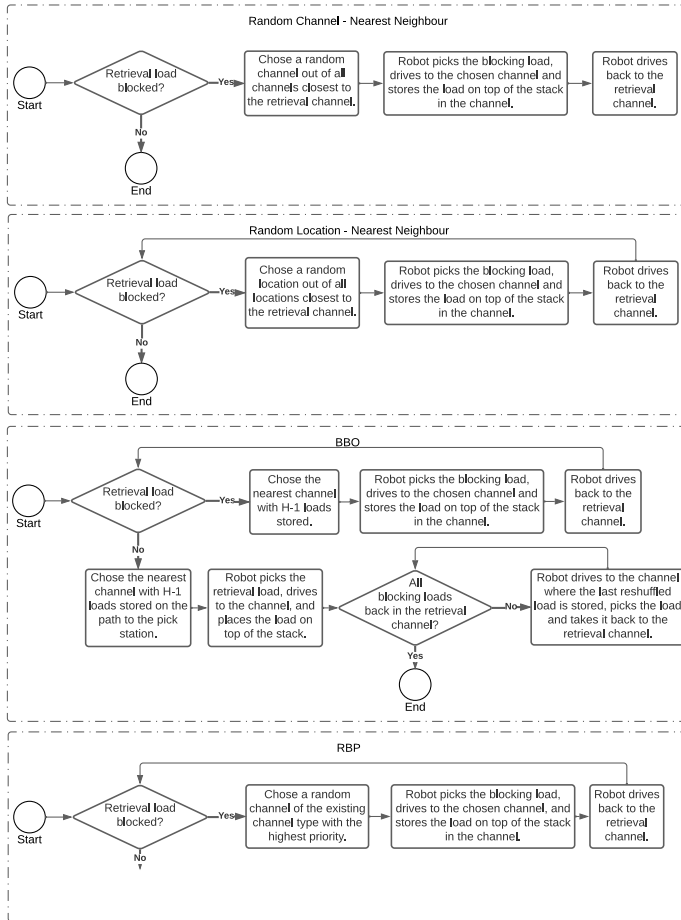 Random Channel - Nearest Neighbour
Start
Retrieval load
blocked?
Yes
No
End
Chose a random
channel out of all
channels closest to
the retrieval channel.
Robot picks the blocking load,
drives to the chosen channel and
stores the load on top of the stack
in the channel.
Robot drives
back to the
retrieval
channel.
Random Location - Nearest Neighbour
Start
Retrieval load
blocked?
Yes
No
End
Chose a random
location out of all
locations closest to
the retrieval channel.
Robot picks the blocking load,
drives to the chosen channel and
stores the load on top of the stack
in the channel.
Robot drives
back to the
retrieval
channel.
BBO
Start
Retrieval load
blocked?
Yes
No
Chose the
nearest channel
with H-1 loads
stored.
Robot picks the blocking load,
drives to the chosen channel and
stores the load on top of the stack
in the channel.
Robot drives
back to the
retrieval
channel.
Chose the nearest
channel with H-1
loads stored on the
path to the pick
station.
Robot picks the
retrieval load, drives
to the channel, and
places the load on
top of the stack.
All
blocking loads
back in the retrieval
channel?
No
Robot drives to the channel
where the last reshuffled
load is stored, picks the load
and takes it back to the
retrieval channel.
Yes
End
RBP
Start
Retrieval load
blocked?
Yes
No
Chose a random
channel of the existing
channel type with the
highest priority.
Robot picks the blocking load,
drives to the chosen channel, and
stores the load on top of the stack
in the channel.
Robot drives
back to the
retrieval
channel.